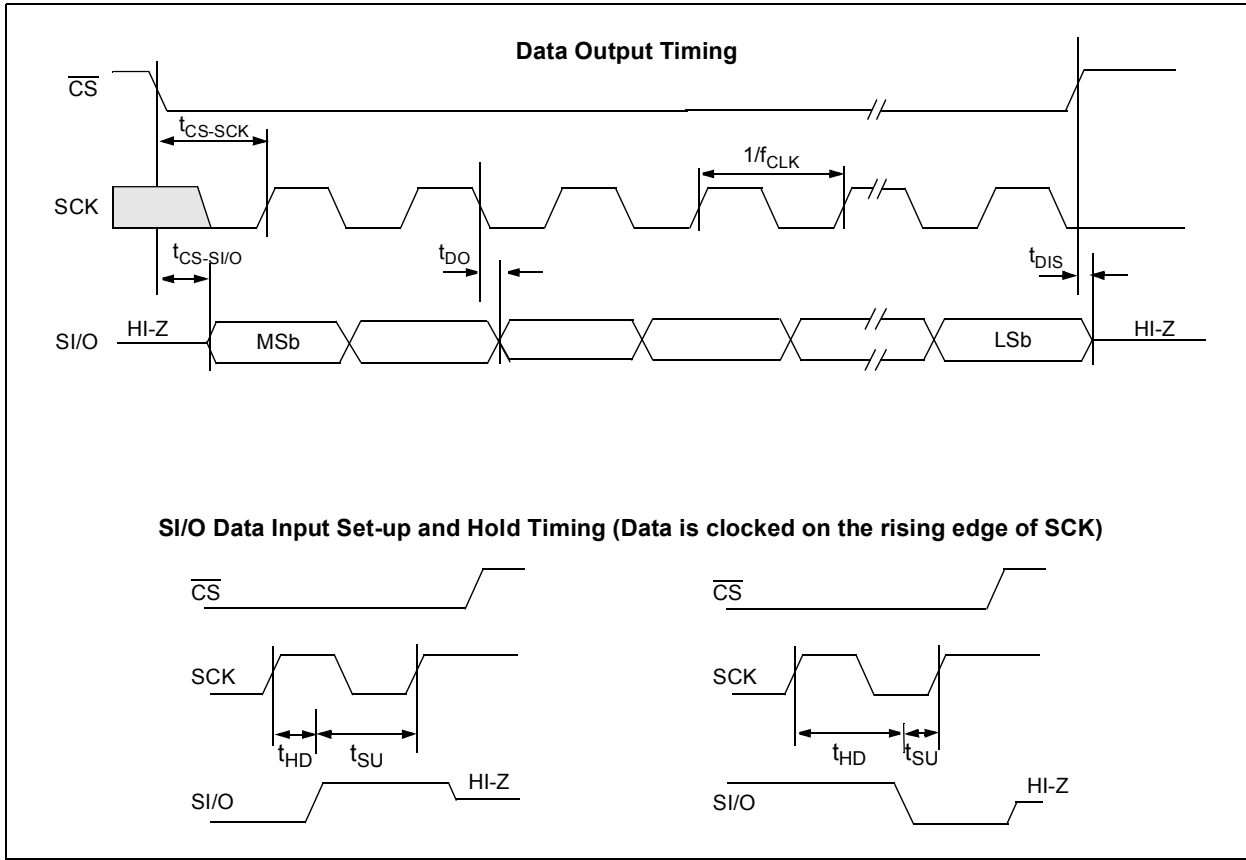 Data Output Timing
CS
tCS-SCK
1/fCLK
SCK
tCS-SI/O
tDO
tDIS
SI/O HI-Z MSb LSb HI-Z
SI/O Data Input Set-up and Hold Timing (Data is clocked on the rising edge of SCK)
CS CS
SCK SCK
tHD tSU tHD tSU
SI/O HI-Z SI/O HI-Z